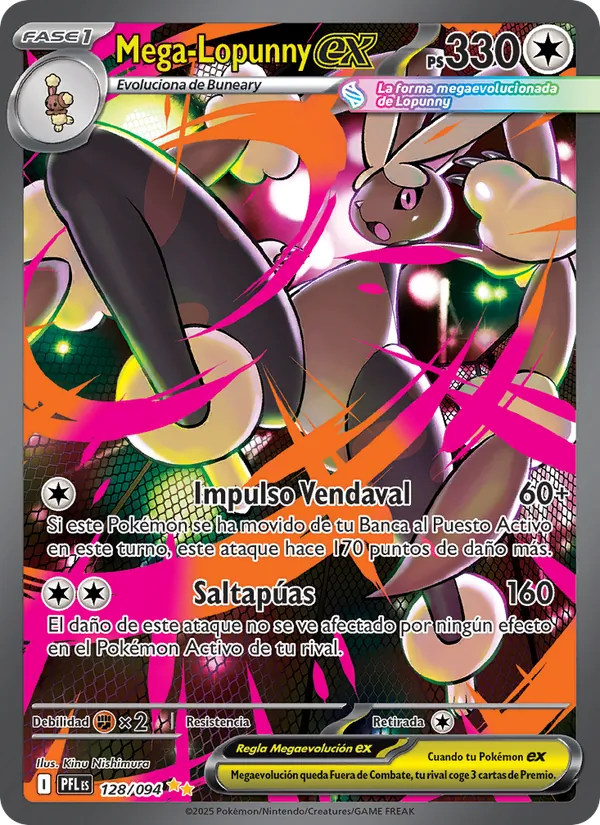 FASE 1
Mega-Lopunny ex
PS 330
Evoluciona de Buneary
La forma megaevolucionada
de Lopunny
Impulso Vendaval 60+
Si este Pokémon se ha movido de tu Banca al Puesto Activo
en este turno, este ataque hace 170 puntos de daño más.
Saltapúas 160
El daño de este ataque no se ve afectado por ningún efecto
en el Pokémon Activo de tu rival.
Debilidad ×2 Resistencia Retirada
Ilus. Kinu Nishimura
I PFL ES 128/094
Regla Megaevolución ex
Cuando tu Pokémon ex
Megaevolución queda Fuera de Combate, tu rival coge 3 cartas de Premio.
©2025 Pokémon/Nintendo/Creatures/GAME FREAK